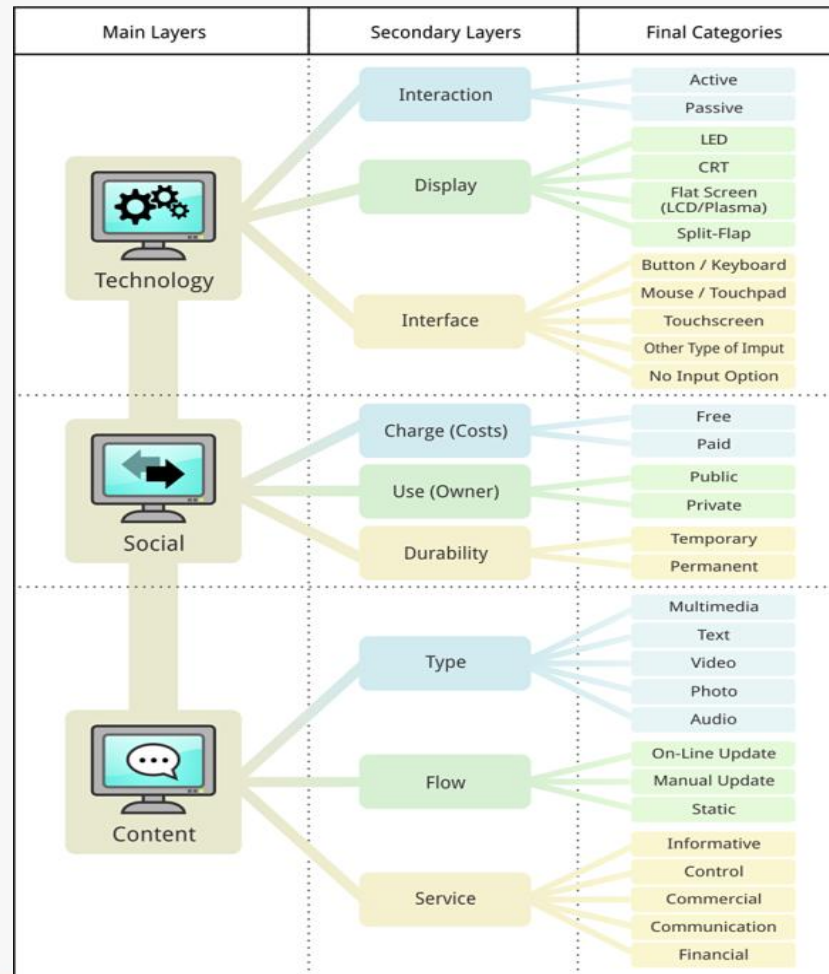 Main Layers
Secondary Layers
Final Categories
Technology
Interaction
Active
Passive
Display
LED
CRT
Flat Screen
(LCD/Plasma)
Split-Flap
Interface
Button / Keyboard
Mouse / Touchpad
Touchscreen
Other Type of Imput
No Input Option
Social
Charge (Costs)
Free
Paid
Use (Owner)
Public
Private
Durability
Temporary
Permanent
Content
Type
Multimedia
Text
Video
Photo
Audio
Flow
On-Line Update
Manual Update
Static
Service
Informative
Control
Commercial
Communication
Financial